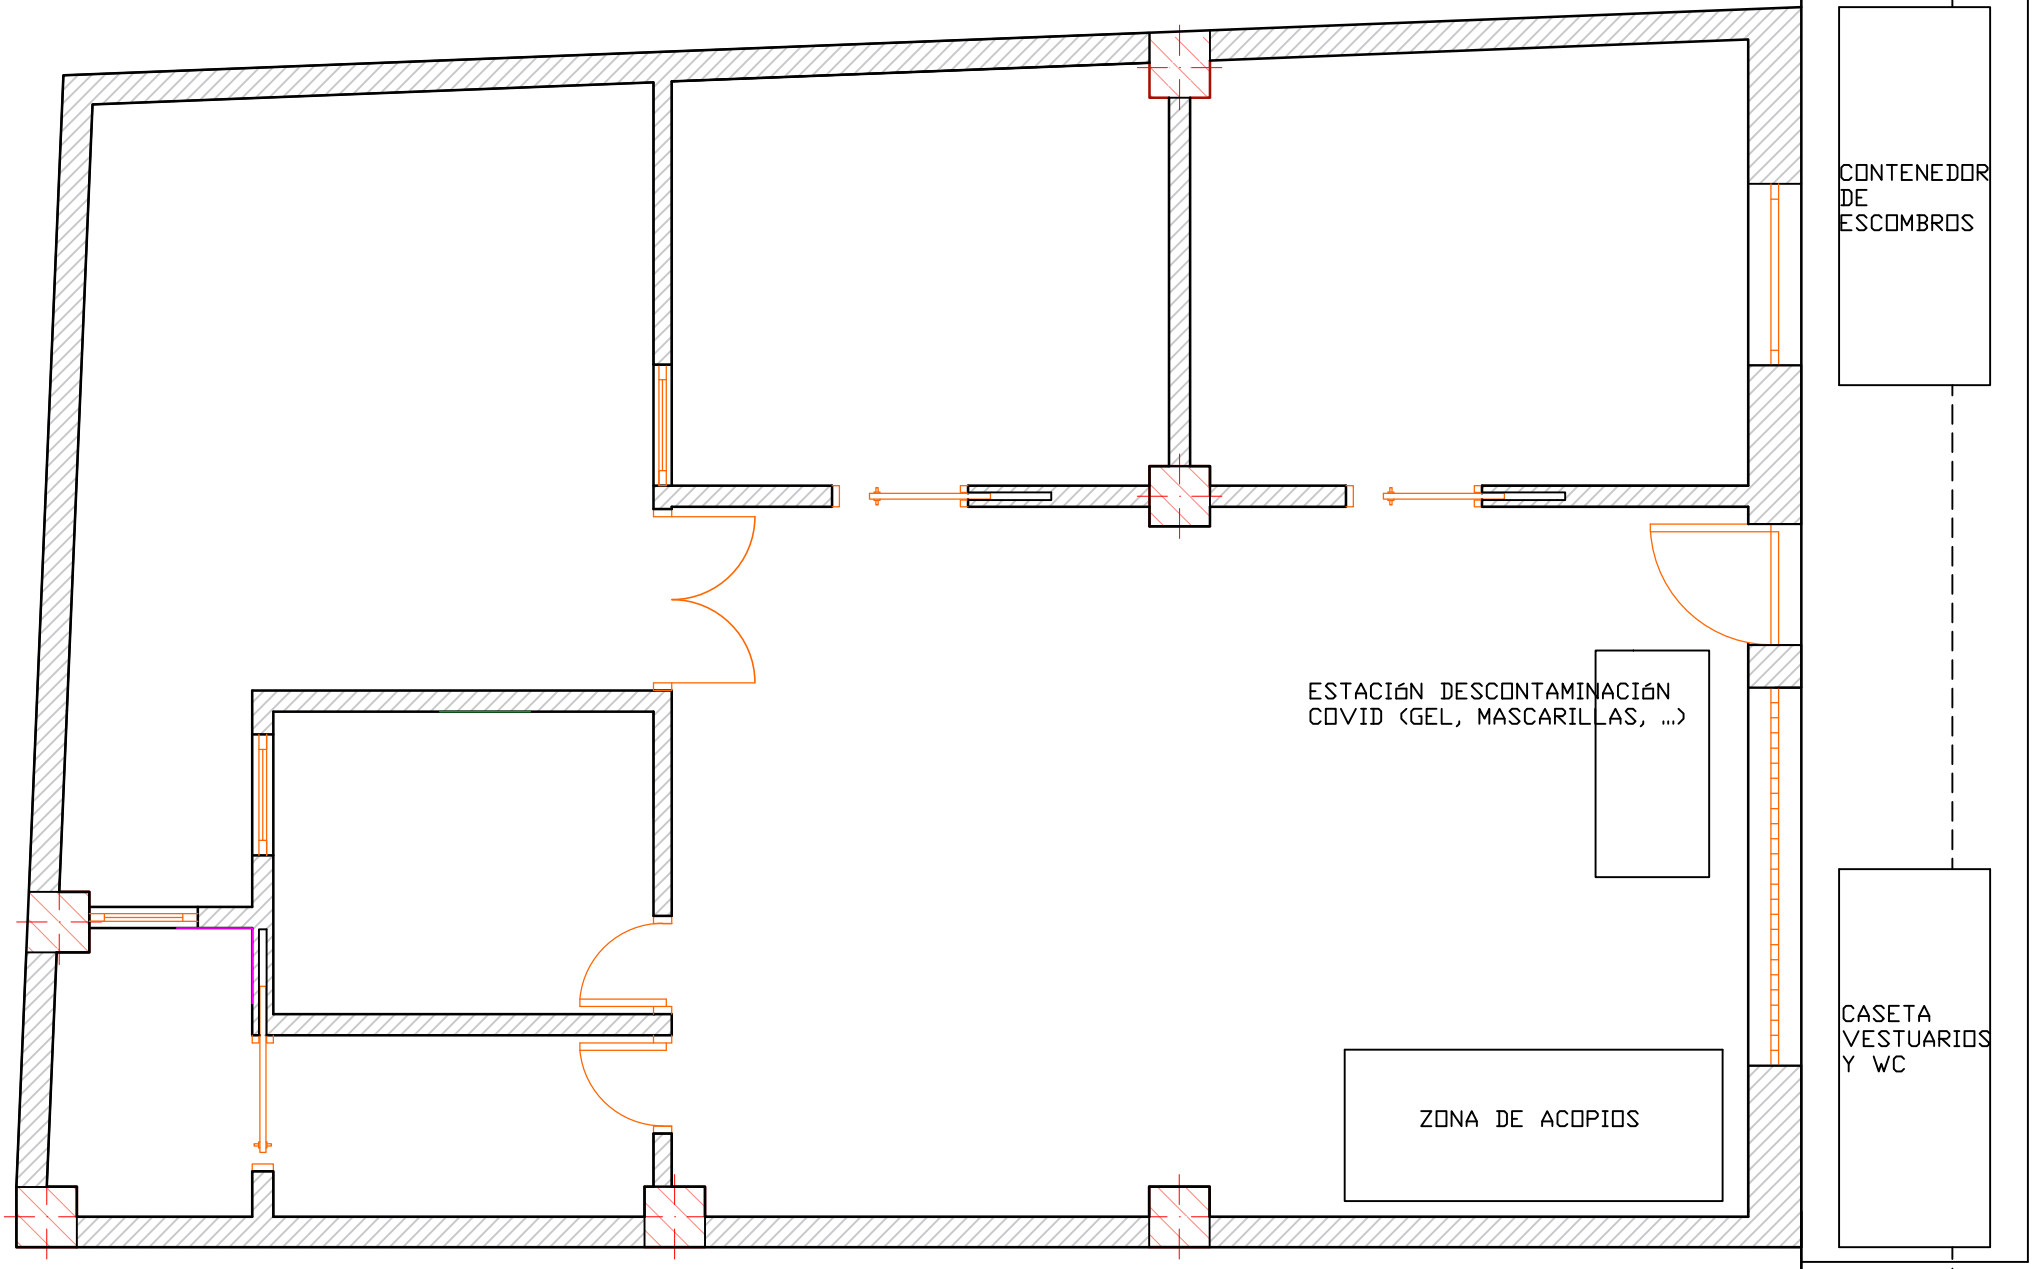 CONTENEDOR
DE
ESCOMBROS
ESTACIóN DESCONTAMINACIóN
COVID (GEL, MASCARILLAS, ...)
CASETA
VESTUARIOS
Y WC
ZONA DE ACOPIOS